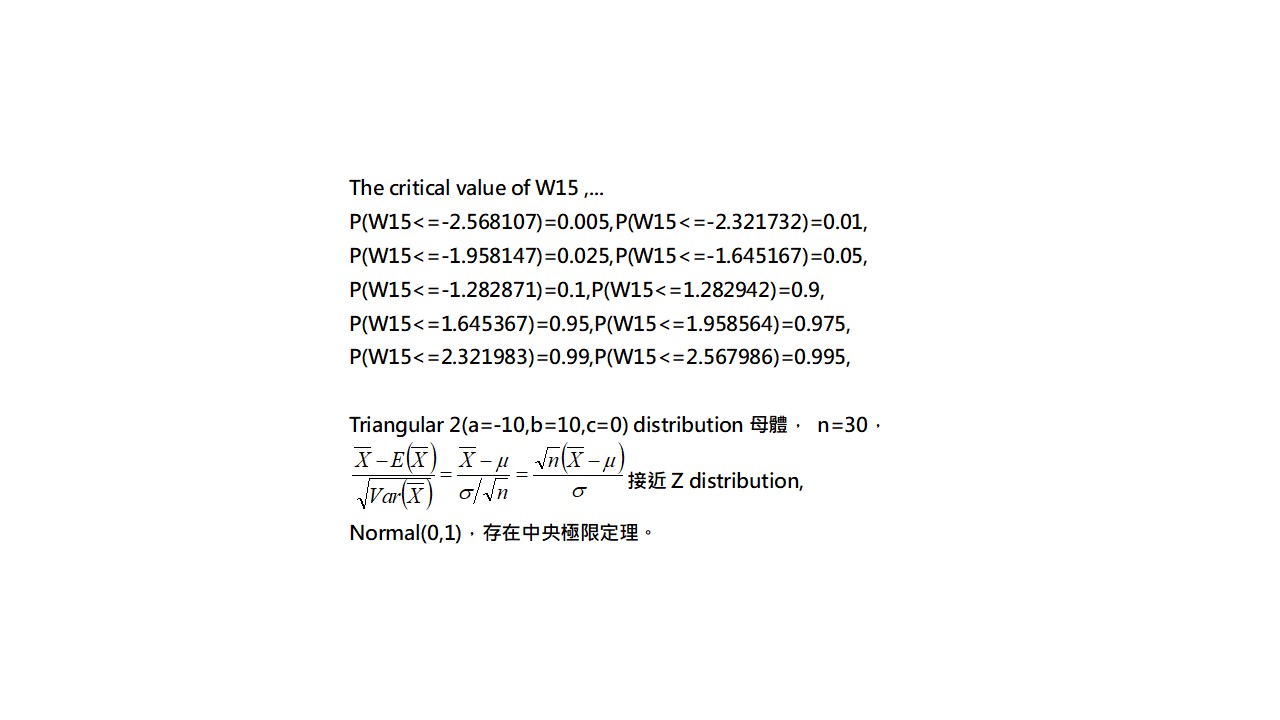 The critical value of W15 ,...
P(W15<=-2.568107)=0.005,P(W15<=-2.321732)=0.01,
P(W15<=-1.958147)=0.025,P(W15<=-1.645167)=0.05,
P(W15<=-1.282871)=0.1,P(W15<=1.282942)=0.9,
P(W15<=1.645367)=0.95,P(W15<=1.958564)=0.975,
P(W15<=2.321983)=0.99,P(W15<=2.567986)=0.995,
Triangular 2(a=-10,b=10,c=0) distribution 母體， n=30，
\frac{\overline{X}-E(\overline{X})}{\sqrt{Var(\overline{X})}}=\frac{\overline{X}-\mu}{\sigma/\sqrt{n}}=\frac{\sqrt{n}(\overline{X}-\mu)}{\sigma} 接近 Z distribution,
Normal(0,1)，存在中央極限定理。